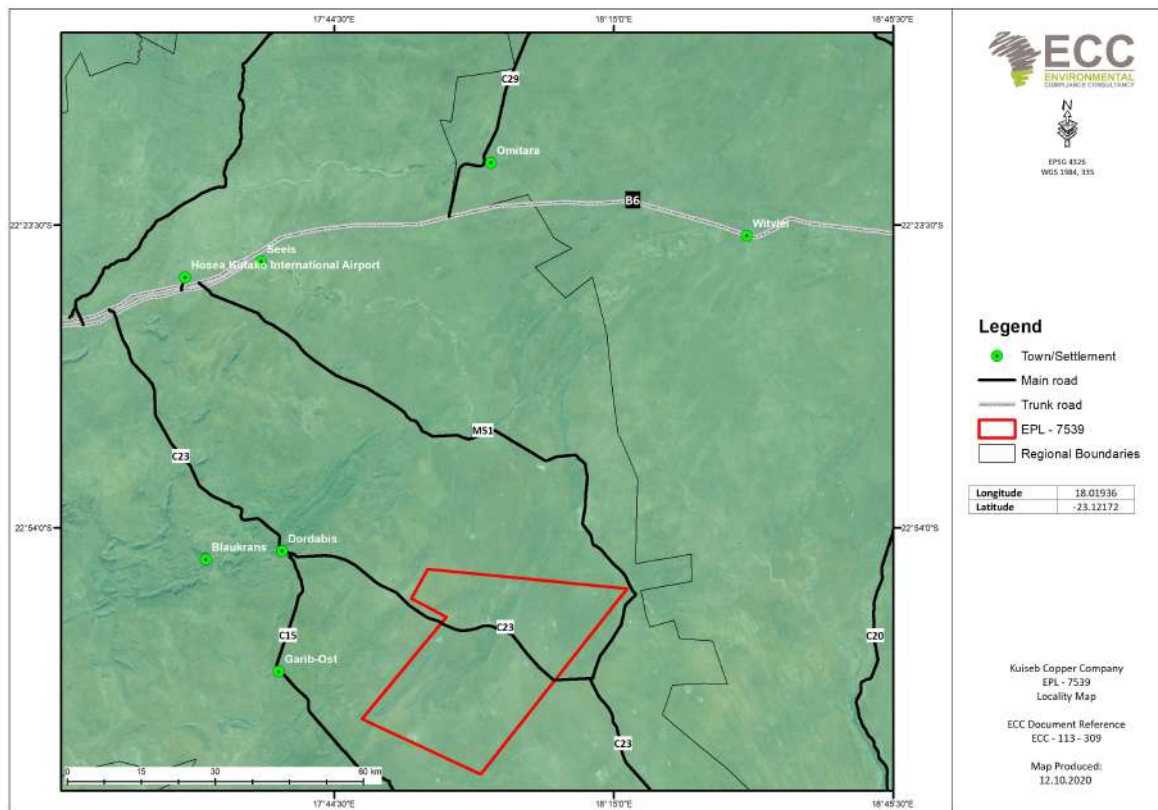 17°44'30"E
18°15'0"E
18°45'30"E
C29
Omitara
B6
22°23'30"S
22°23'30"S
Witvlei
Seeis
Hosea Kutako International Airport
M51
C23
22°54'0"S
22°54'0"S
Dordabis
Blaukrans
C23
C15
C20
Garib-Ost
C23
0 15 30 60 km
17°44'30"E
18°15'0"E
18°45'30"E
ECC
ENVIRONMENTAL
COMPLIANCE CONSULTANCY
N
EPSG 4326
WGS 1984, 33S
Legend
Town/Settlement
Main road
Trunk road
EPL - 7539
Regional Boundaries
Longitude 18.01936
Latitude -23.12172
Kuiseb Copper Company
EPL - 7539
Locality Map
ECC Document Reference
ECC - 113 - 309
Map Produced:
12.10.2020